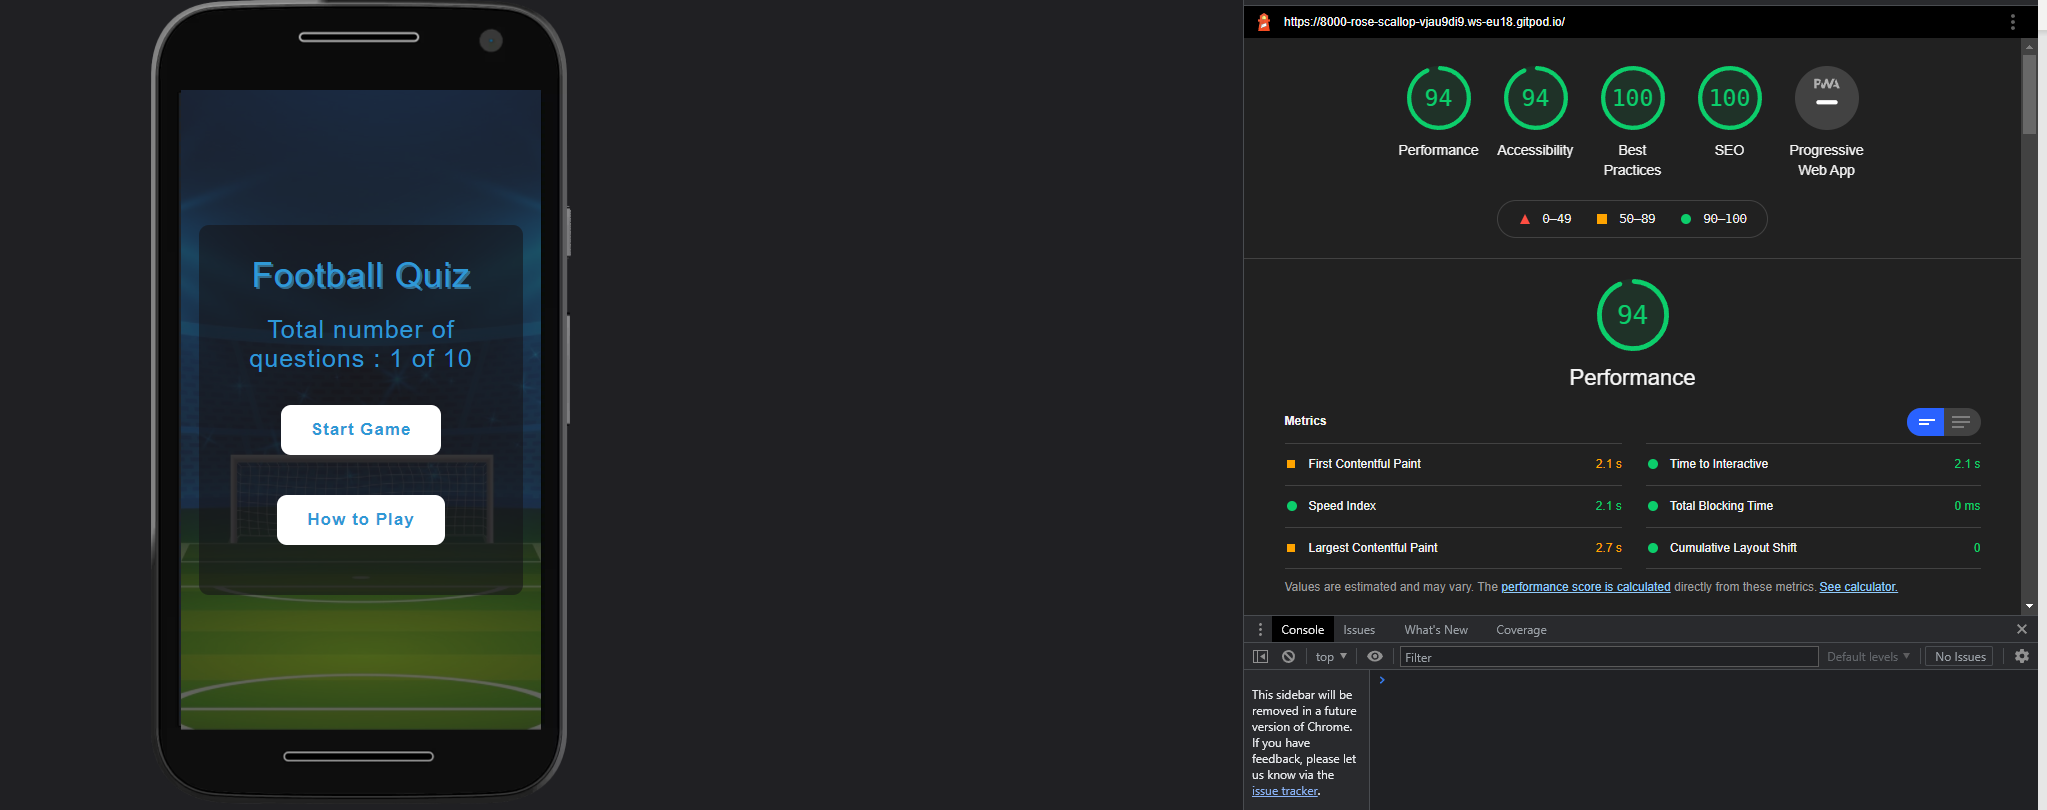 Football Quiz
Total number of
questions : 1 of 10
Start Game
How to Play
https://8000-rose-scallop-vjau9di9.ws-eu18.gitpod.io/
94
94
100
100
PWA
Performance
Accessibility
Best
Practices
SEO
Progressive
Web App
0–49
50–89
90–100
94
Performance
Metrics
First Contentful Paint
2.1 s
Time to Interactive
2.1 s
Speed Index
2.1 s
Total Blocking Time
0 ms
Largest Contentful Paint
2.7 s
Cumulative Layout Shift
0
Values are estimated and may vary. The performance score is calculated directly from these metrics. See calculator.
Console
Issues
What's New
Coverage
top
Filter
Default levels
No Issues
This sidebar will be
removed in a future
version of Chrome.
If you have
feedback, please let
us know via the
issue tracker.